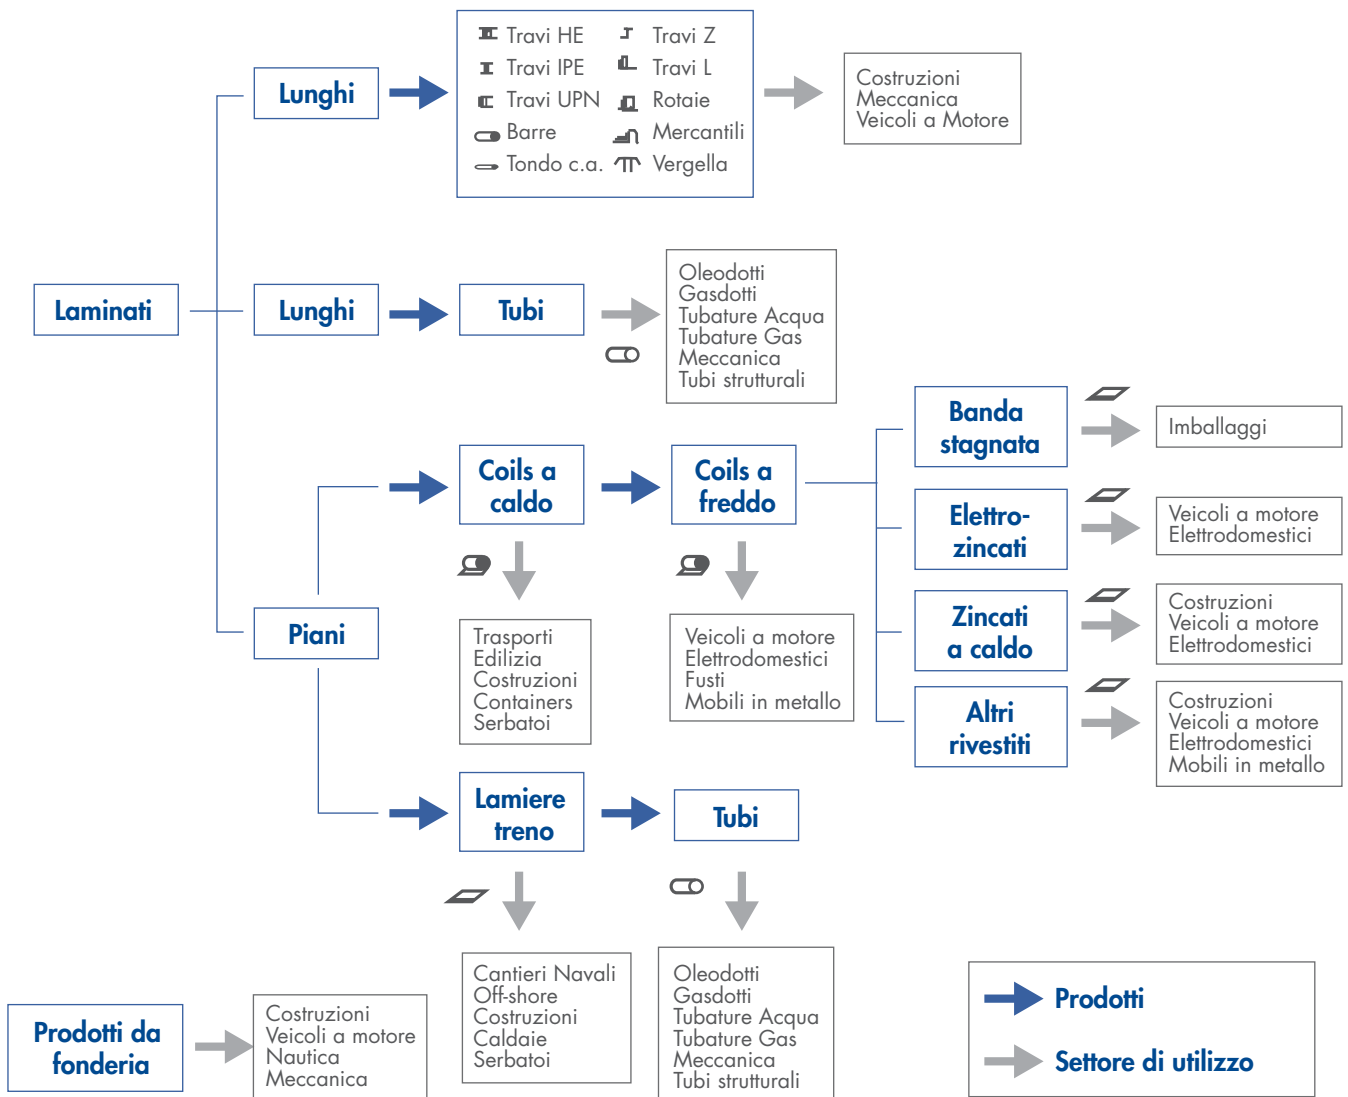 Travi HE
Travi Z
Travi IPE
Travi L
Travi UPN
Rotaie
Barre
Mercantili
Tondo c.a.
Vergella
Lunghi
Costruzioni
Meccanica
Veicoli a Motore
Laminati
Lunghi
Tubi
Oleodotti
Gasdotti
Tubature Acqua
Tubature Gas
Meccanica
Tubi strutturali
Piani
Coils a
caldo
Coils a
freddo
Banda
stagnata
Imballaggi
Elettro-
zincati
Veicoli a motore
Elettrodomestici
Zincati
a caldo
Costruzioni
Veicoli a motore
Elettrodomestici
Altri
rivestiti
Costruzioni
Veicoli a motore
Elettrodomestici
Mobili in metallo
Trasporti
Edilizia
Costruzioni
Containers
Serbatoi
Veicoli a motore
Elettrodomestici
Fusti
Mobili in metallo
Lamiere
treno
Tubi
Cantieri Navali
Off-shore
Costruzioni
Caldaie
Serbatoi
Oleodotti
Gasdotti
Tubature Acqua
Tubature Gas
Meccanica
Tubi strutturali
Prodotti da
fonderia
Costruzioni
Veicoli a motore
Nautica
Meccanica
Prodotti
Settore di utilizzo